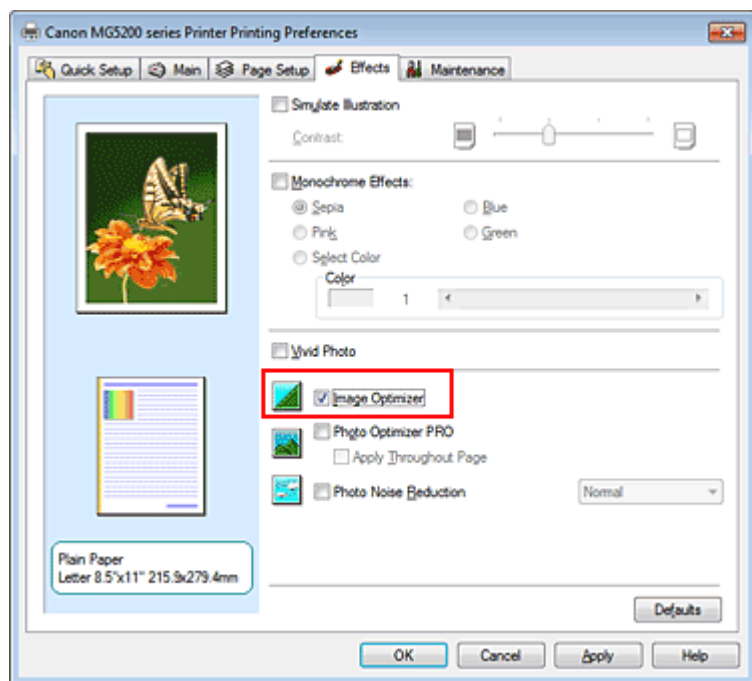 Canon MG5200 series Printer Printing Preferences
Quick Setup Main Page Setup Effects Maintenance
Simulate Illustration
Contrast:
Monochrome Effects:
Sepia Blue
Pink Green
Select Color
Color
1
Vivid Photo
Image Optimizer
Photo Optimizer PRO
Apply Throughout Page
Photo Noise Reduction Normal
Plain Paper
Letter 8.5"x11" 215.9x279.4mm
Defaults
OK Cancel Apply Help